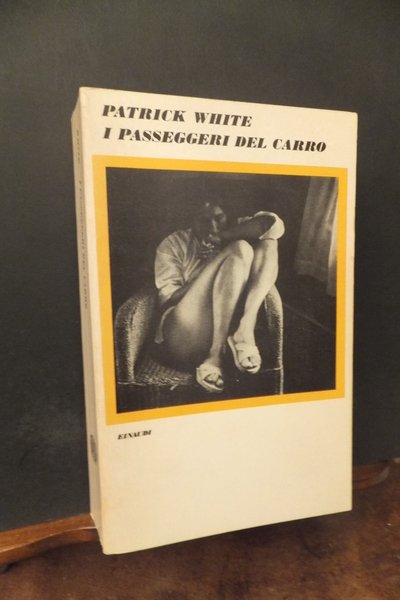 PATRICK WHITE
I PASSEGGERI DEL CARRO
EINAUDI